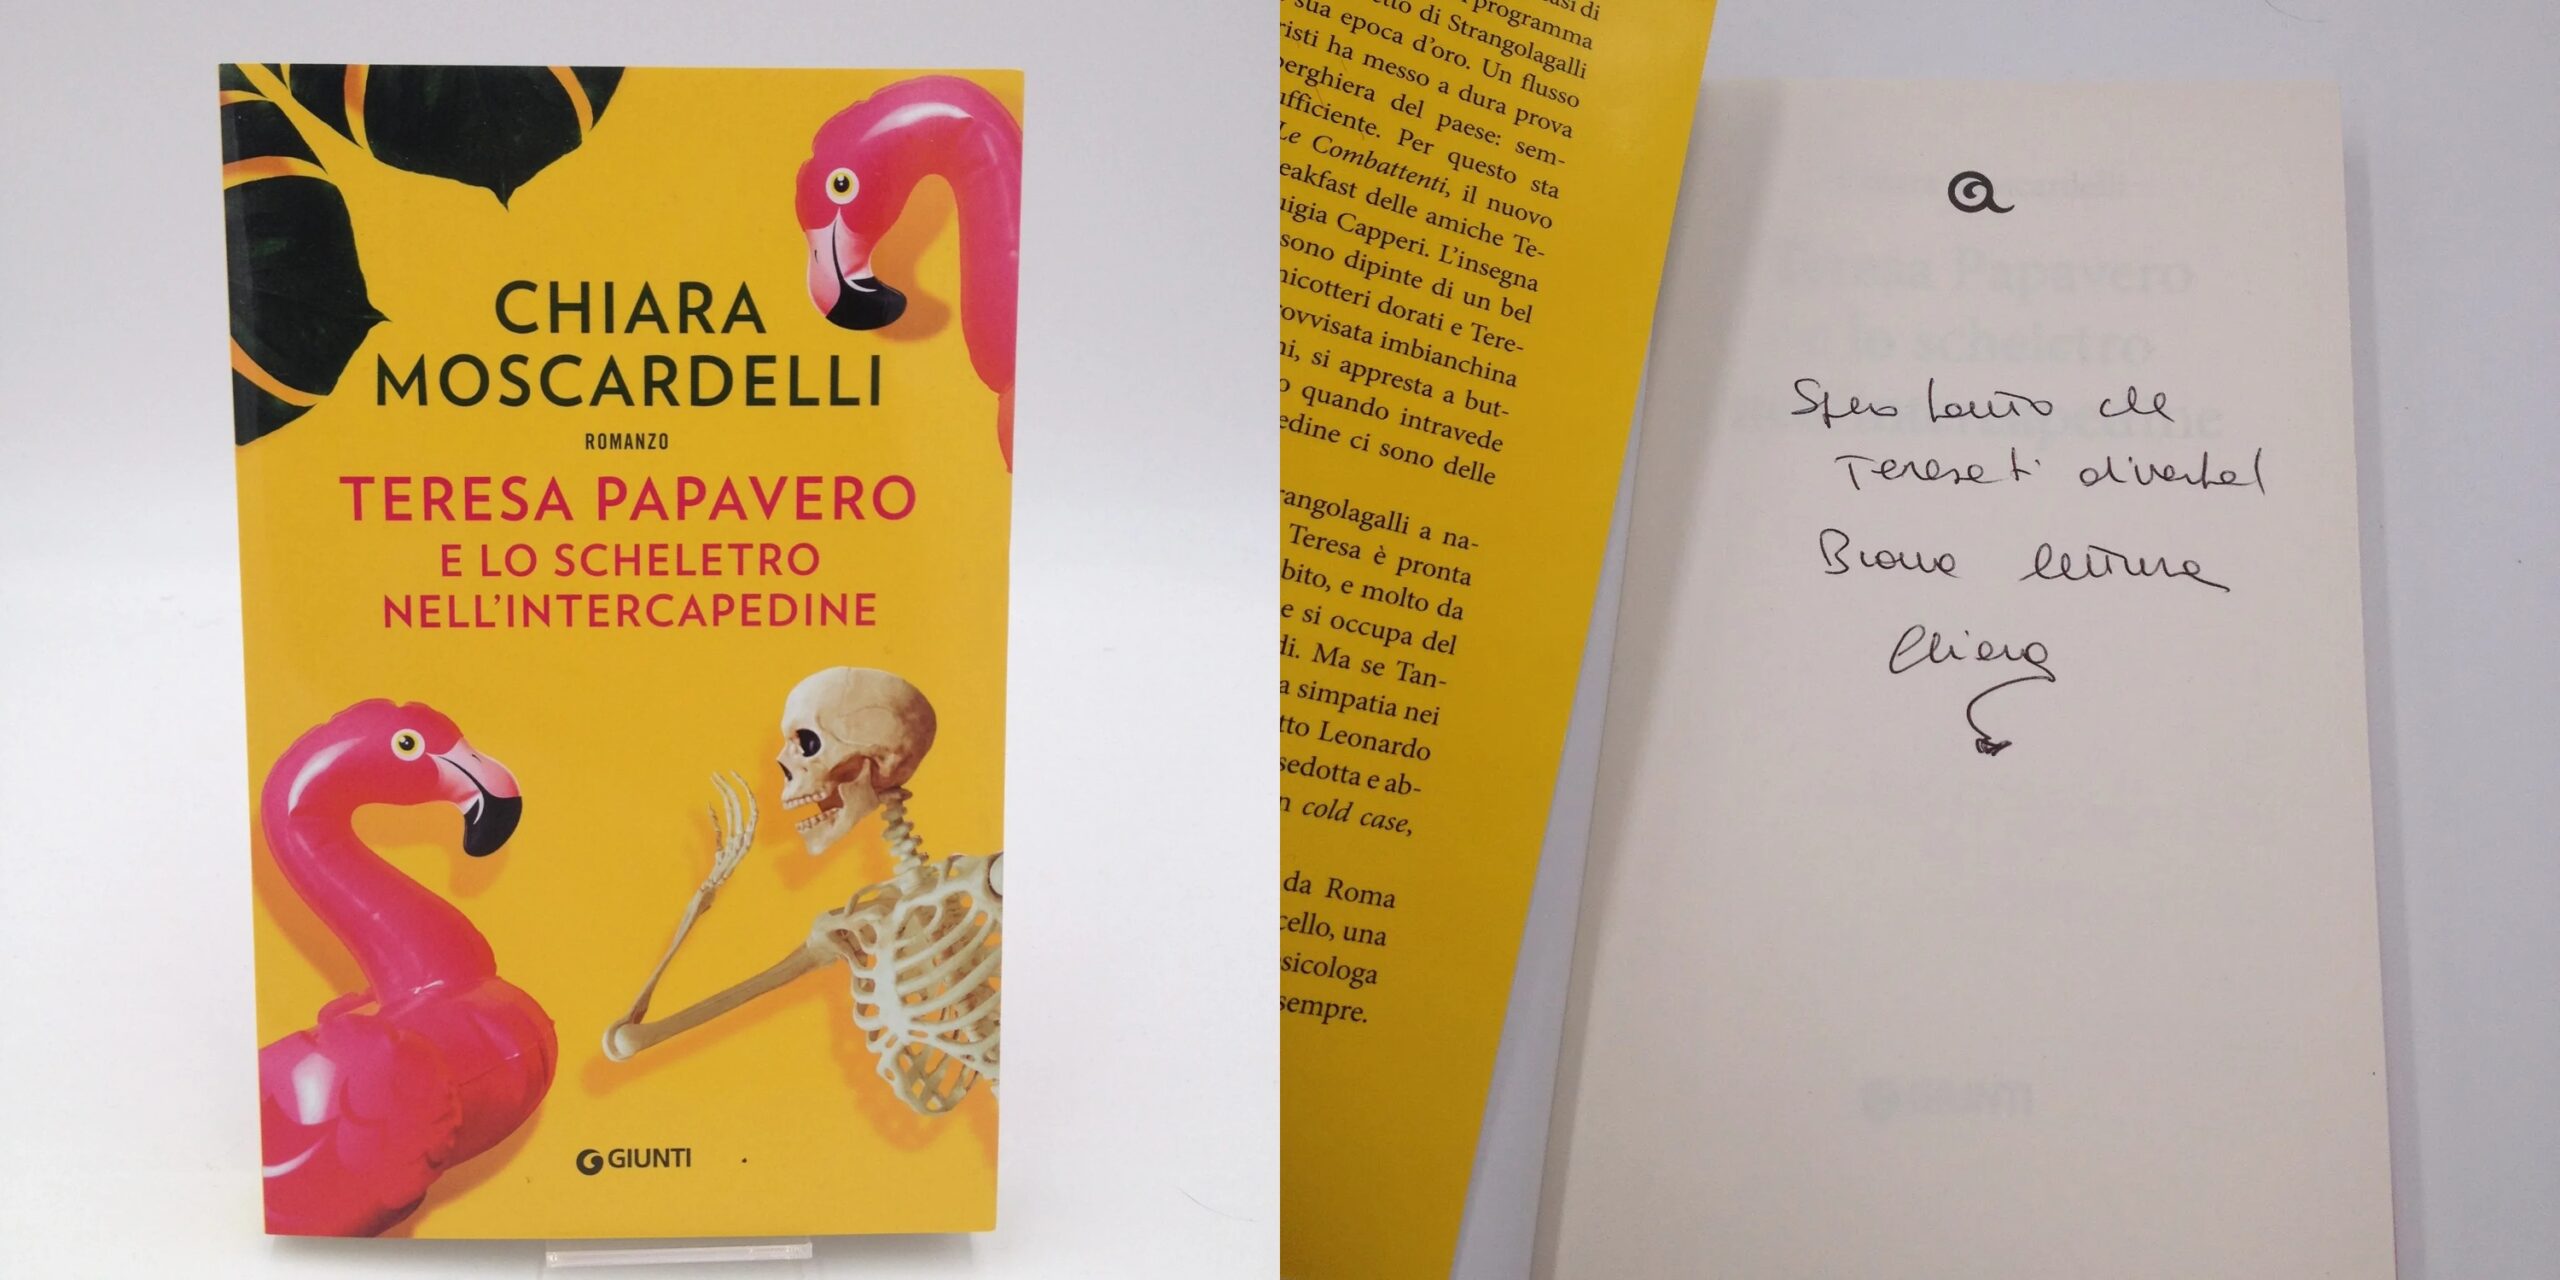 CHIARA
MOSCARDELLI
ROMANZO
TERESA PAPAVERO
E LO SCHELETRO
NELL'INTERCAPEDINE
GIUNTI
programma
tto di Strangolagalli
sua epoca d'oro. Un flusso
risti ha messo a dura prova
berghiera del paese: sem-
ufficiente. Per questo sta
Le Combattenti, il nuovo
eakfast delle amiche Te-
uigia Capperi. L'insegna
sono dipinte di un bel
nicotteri dorati e Tere-
rovvisata imbianchina
ni, si appresta a but-
o quando intravede
edine ci sono delle
rangolagalli a na-
Teresa è pronta
bito, e molto da
e si occupa del
di. Ma se Tan-
a simpatia nei
tto Leonardo
sedotta e ab-
n cold case,
da Roma
cello, una
sicologa
sempre.
Spero tanto che
Teresa ti diverta!
Buona lettura
Chiara